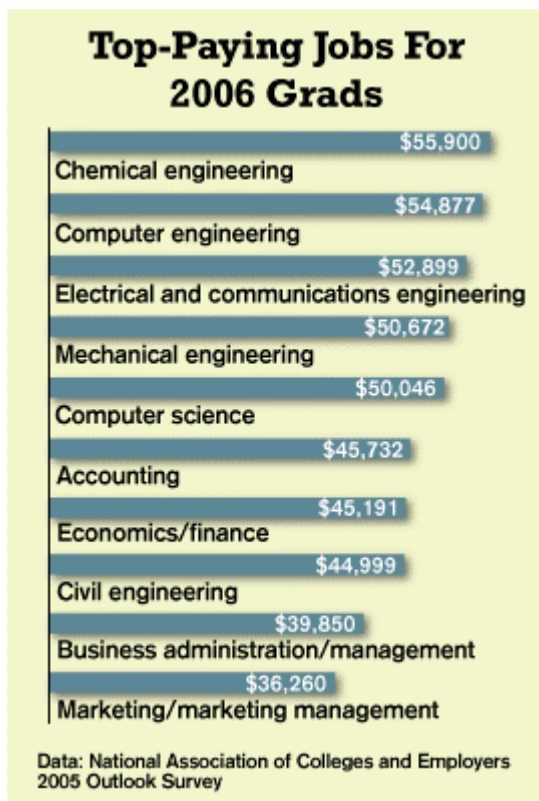 Top-Paying Jobs For
2006 Grads
$55,900
Chemical engineering
$54,877
Computer engineering
$52,899
Electrical and communications engineering
$50,672
Mechanical engineering
$50,046
Computer science
$45,732
Accounting
$45,191
Economics/finance
$44,999
Civil engineering
$39,850
Business administration/management
$36,260
Marketing/marketing management
Data: National Association of Colleges and Employers
2005 Outlook Survey